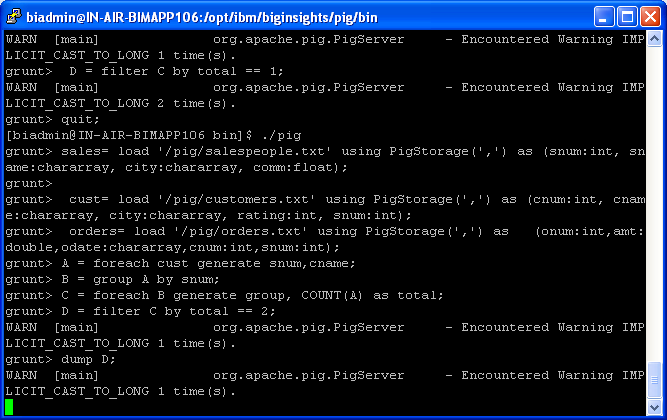 biadmin@IN-AIR-BIMAPP106:/opt/ibm/biginsights/pig/bin
WARN  [main]              org.apache.pig.PigServer     - Encountered Warning IMP
LICIT_CAST_TO_LONG 1 time(s).
grunt>  D = filter C by total == 1;
WARN  [main]              org.apache.pig.PigServer     - Encountered Warning IMP
LICIT_CAST_TO_LONG 2 time(s).
grunt> quit;
[biadmin@IN-AIR-BIMAPP106 bin]$ ./pig
grunt> sales= load '/pig/salespeople.txt' using PigStorage(',') as (snum:int, sn
ame:chararray, city:chararray, comm:float);
grunt>
grunt>  cust= load '/pig/customers.txt' using PigStorage(',') as (cnum:int, cnam
e:chararray, city:chararray, rating:int, snum:int);
grunt>  orders= load '/pig/orders.txt' using PigStorage(',') as   (onum:int,amt:
double,odate:chararray,cnum:int,snum:int);
grunt> A = foreach cust generate snum,cname;
grunt> B = group A by snum;
grunt> C = foreach B generate group, COUNT(A) as total;
grunt> D = filter C by total == 2;
WARN  [main]              org.apache.pig.PigServer     - Encountered Warning IMP
LICIT_CAST_TO_LONG 1 time(s).
grunt> dump D;
WARN  [main]              org.apache.pig.PigServer     - Encountered Warning IMP
LICIT_CAST_TO_LONG 1 time(s).